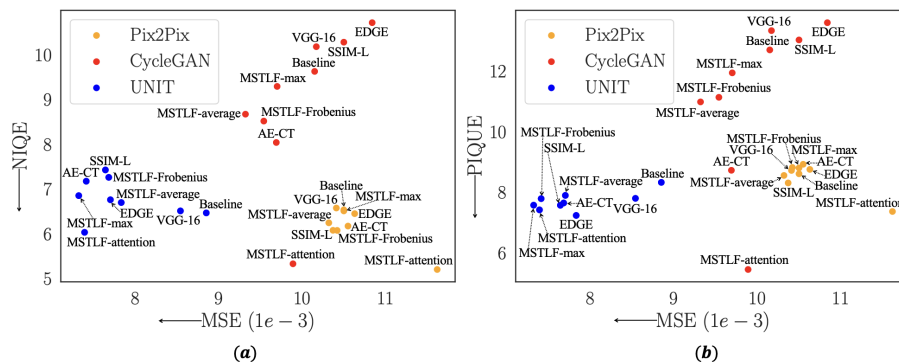 Pix2Pix
CycleGAN
UNIT
EDGE
VGG-16
SSIM-L
Baseline
MSTLF-max
MSTLF-average
MSTLF-Frobenius
AE-CT
SSIM-L
AE-CT
MSTLF-Frobenius
MSTLF-average
EDGE
Baseline
VGG-16
MSTLF-max
MSTLF-attention
Baseline
VGG-16
MSTLF-max
MSTLF-average
EDGE
AE-CT
SSIM-L
MSTLF-Frobenius
MSTLF-attention
MSTLF-attention
10
9
8
7
6
5
NIQE
8 9 10 11
MSE (1e − 3)
(a)
Pix2Pix
CycleGAN
UNIT
EDGE
VGG-16
SSIM-L
Baseline
MSTLF-max
MSTLF-Frobenius
MSTLF-average
AE-CT
MSTLF-Frobenius
SSIM-L
Baseline
VGG-16
AE-CT
EDGE
MSTLF-attention
MSTLF-max
MSTLF-Frobenius
VGG-16
MSTLF-max
AE-CT
EDGE
MSTLF-average
Baseline
SSIM-L
MSTLF-attention
MSTLF-attention
12
10
8
6
PIQUE
8 9 10 11
MSE (1e − 3)
(b)